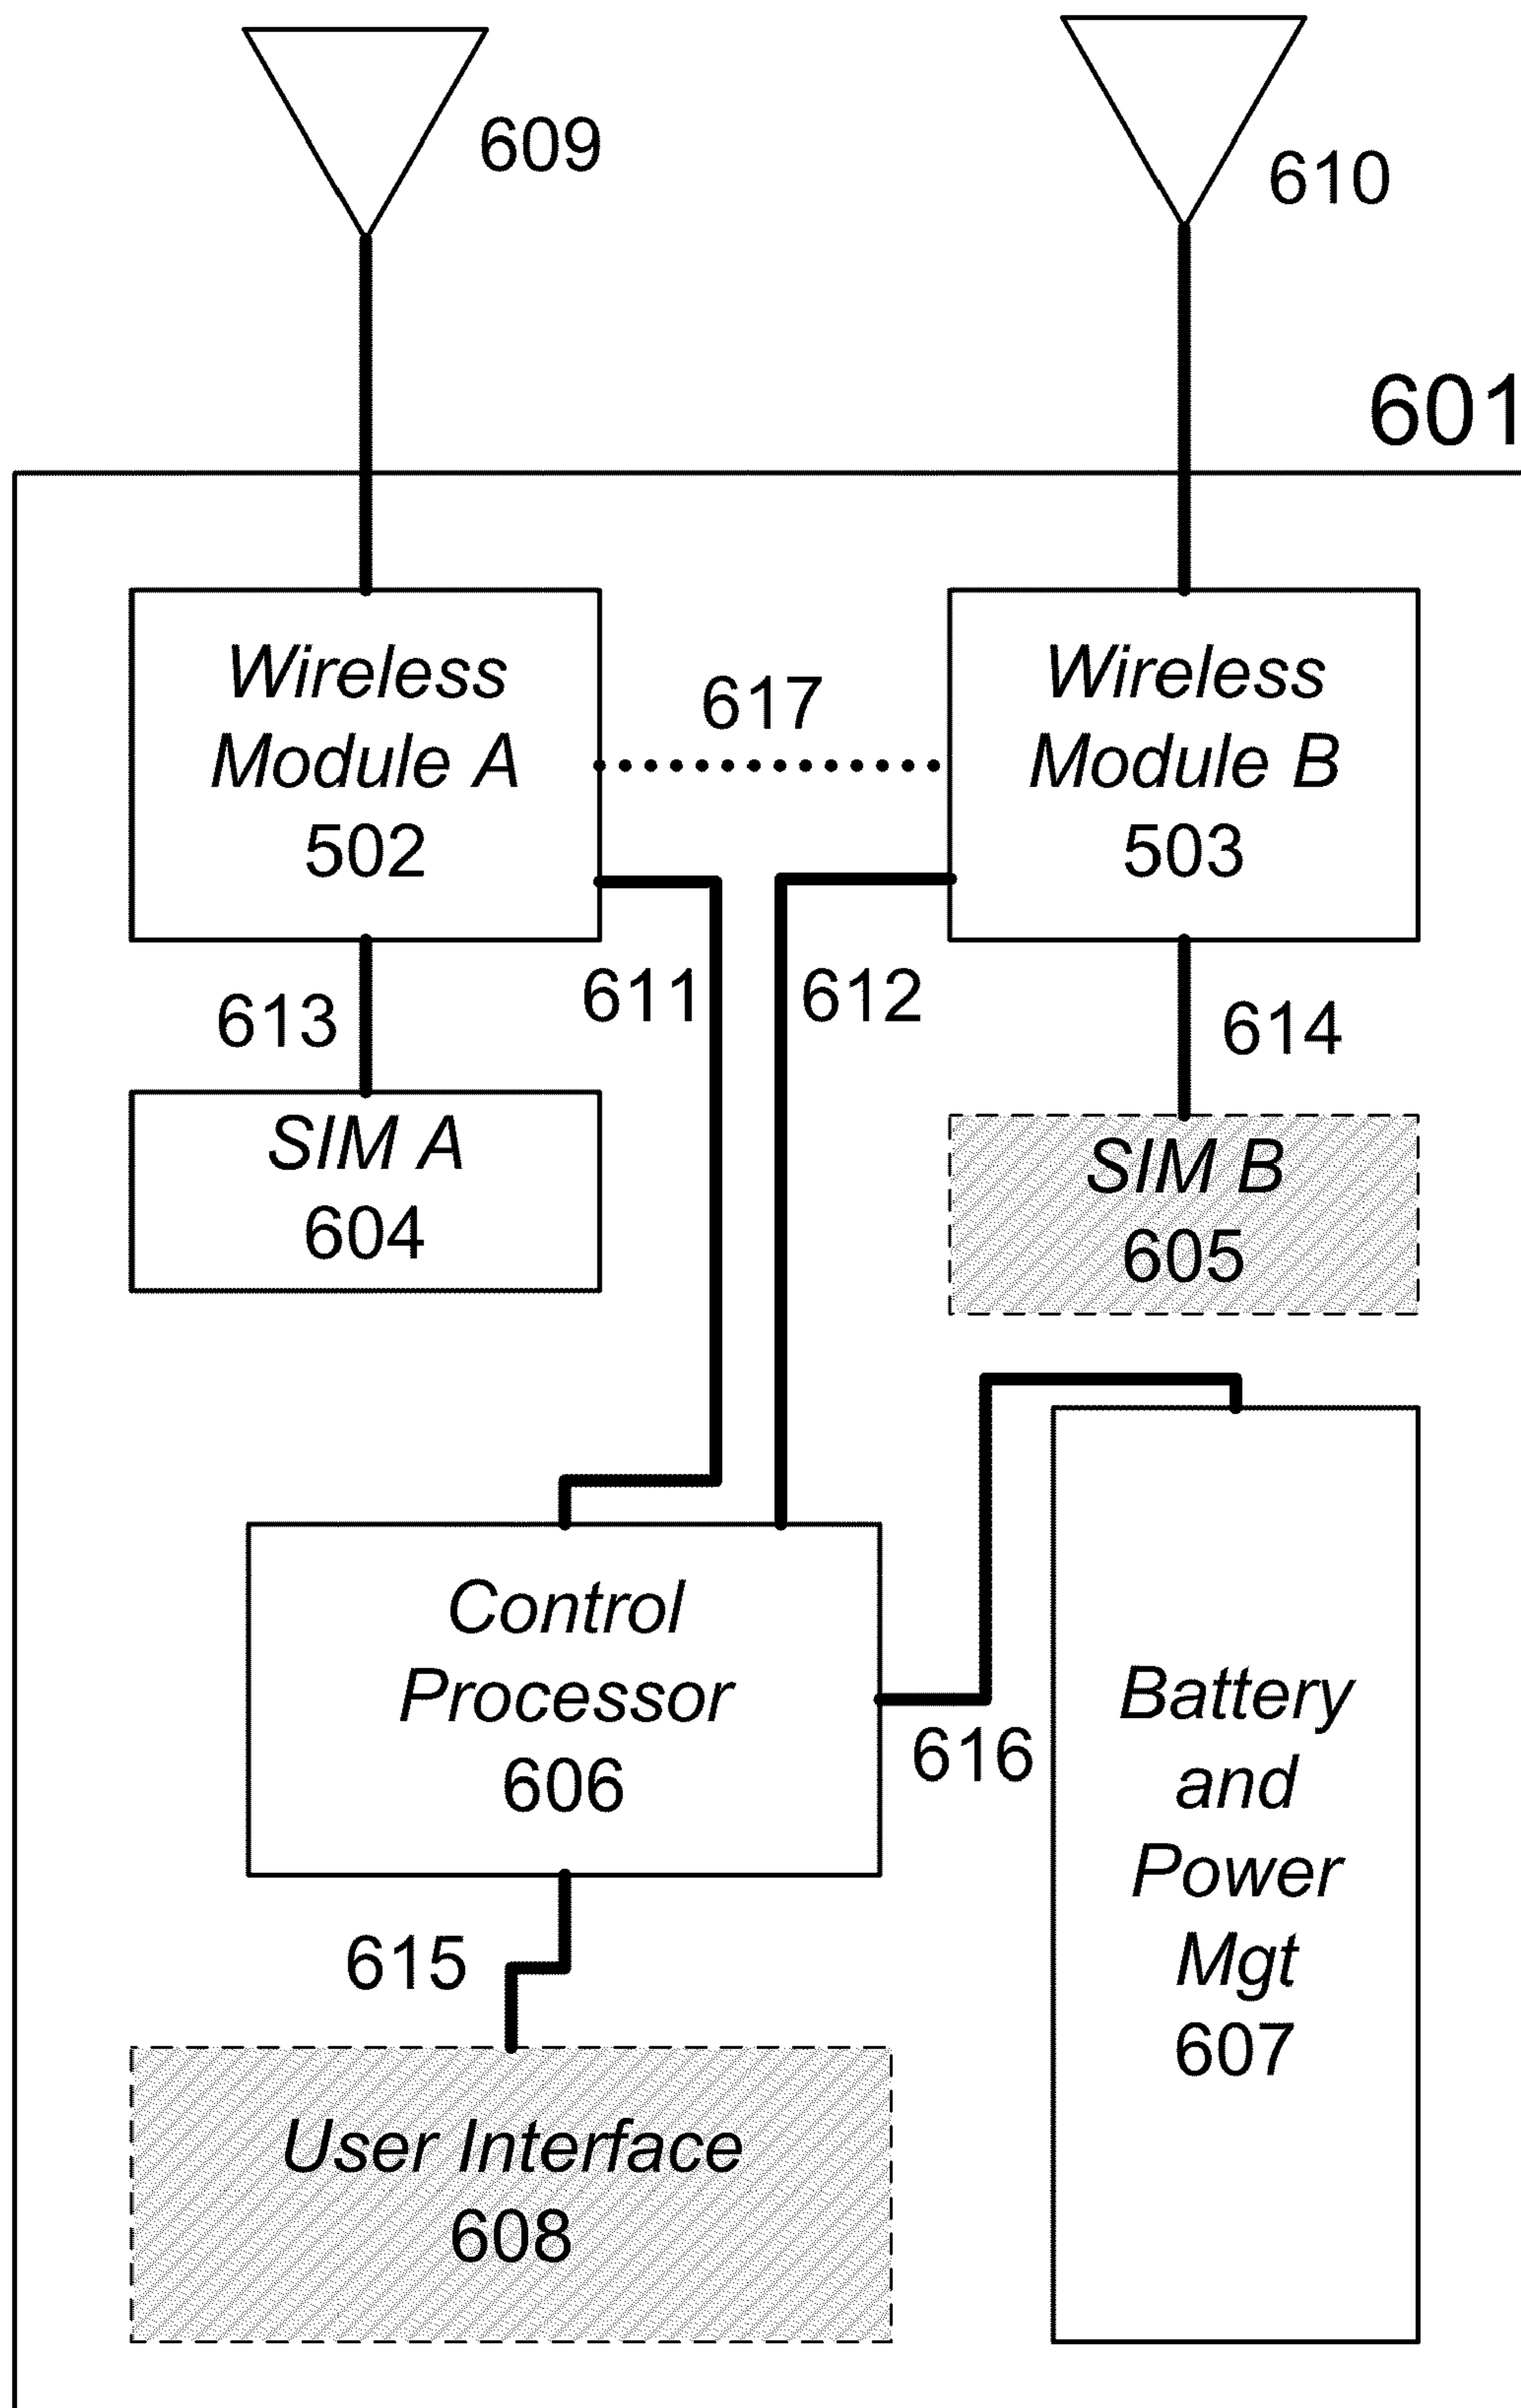 609
610
601
Wireless
Module A
502
617
Wireless
Module B
503
613
611
612
614
SIM A
604
SIM B
605
Control
Processor
606
616
Battery
and
Power
Mgt
607
615
User Interface
608